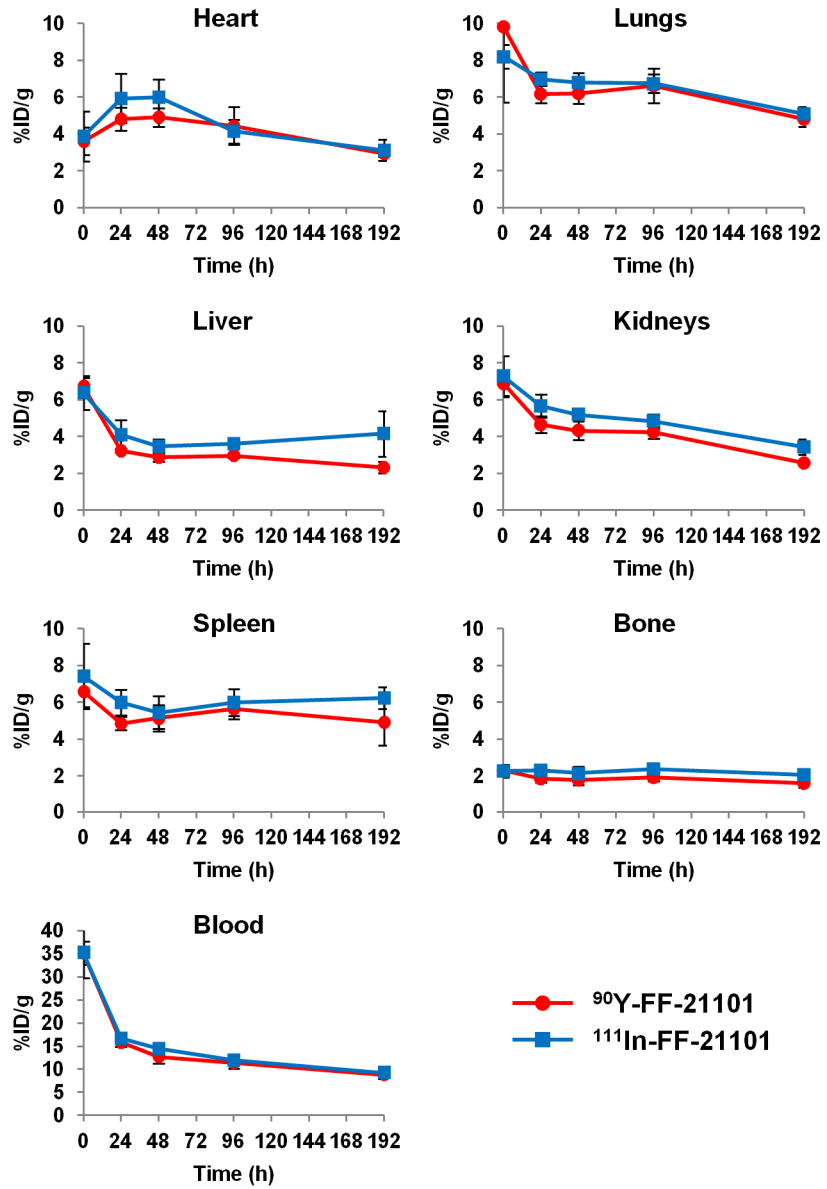 Heart
%ID/g
10
8
6
4
2
0
0 24 48 72 96 120 144 168 192
Time (h)
Lungs
%ID/g
10
8
6
4
2
0
0 24 48 72 96 120 144 168 192
Time (h)
Liver
%ID/g
10
8
6
4
2
0
0 24 48 72 96 120 144 168 192
Time (h)
Kidneys
%ID/g
10
8
6
4
2
0
0 24 48 72 96 120 144 168 192
Time (h)
Spleen
%ID/g
10
8
6
4
2
0
0 24 48 72 96 120 144 168 192
Time (h)
Bone
%ID/g
10
8
6
4
2
0
0 24 48 72 96 120 144 168 192
Time (h)
Blood
%ID/g
40
35
30
25
20
15
10
5
0
0 24 48 72 96 120 144 168 192
Time (h)
⁹⁰Y-FF-21101
¹¹¹In-FF-21101